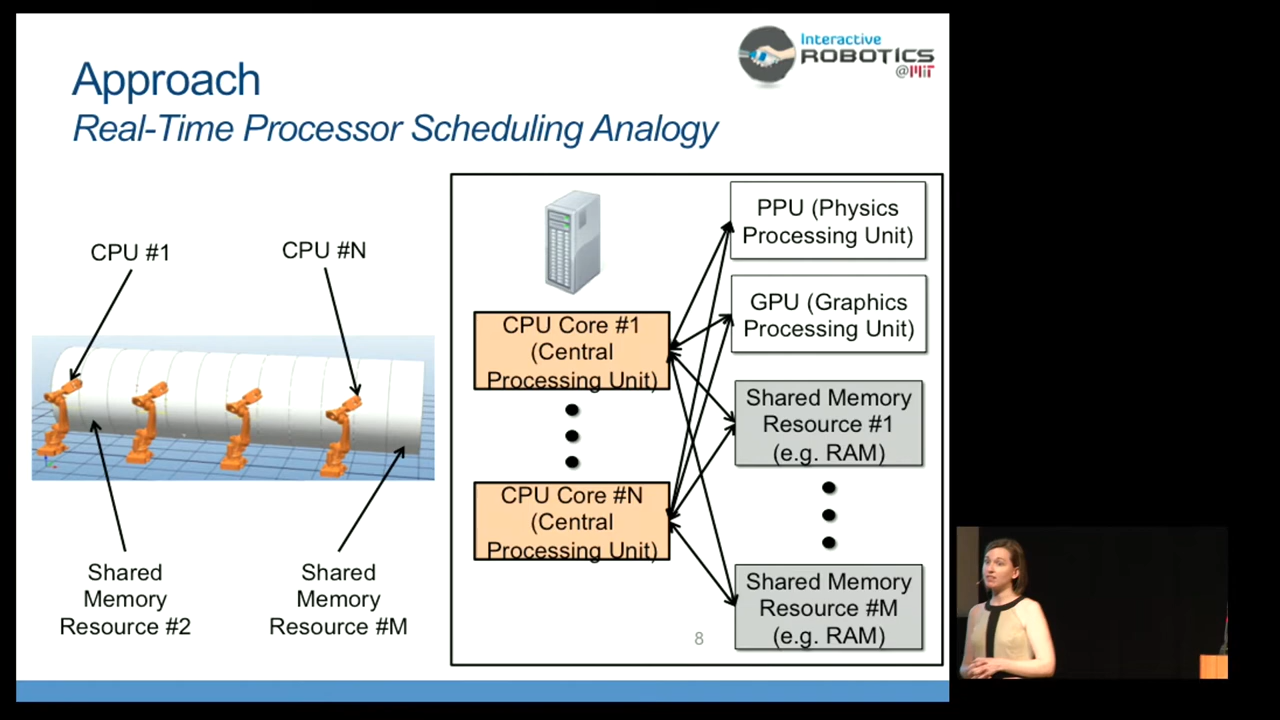 Interactive
ROBOTICS
@MIT
Approach
Real-Time Processor Scheduling Analogy
CPU #1
CPU #N
Shared
Memory
Resource #2
Shared
Memory
Resource #M
CPU Core #1
(Central
Processing Unit)
CPU Core #N
(Central
Processing Unit)
PPU (Physics
Processing Unit)
GPU (Graphics
Processing Unit)
Shared Memory
Resource #1
(e.g. RAM)
Shared Memory
Resource #M
(e.g. RAM)
8